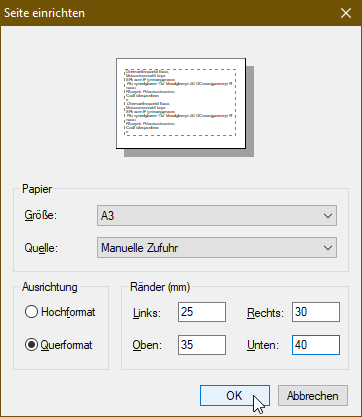 Seite einrichten
Papier
Größe: A3
Quelle: Manuelle Zufuhr
Ausrichtung
Hochformat
Querformat
Ränder (mm)
Links: 25 Rechts: 30
Oben: 35 Unten: 40
OK Abbrechen